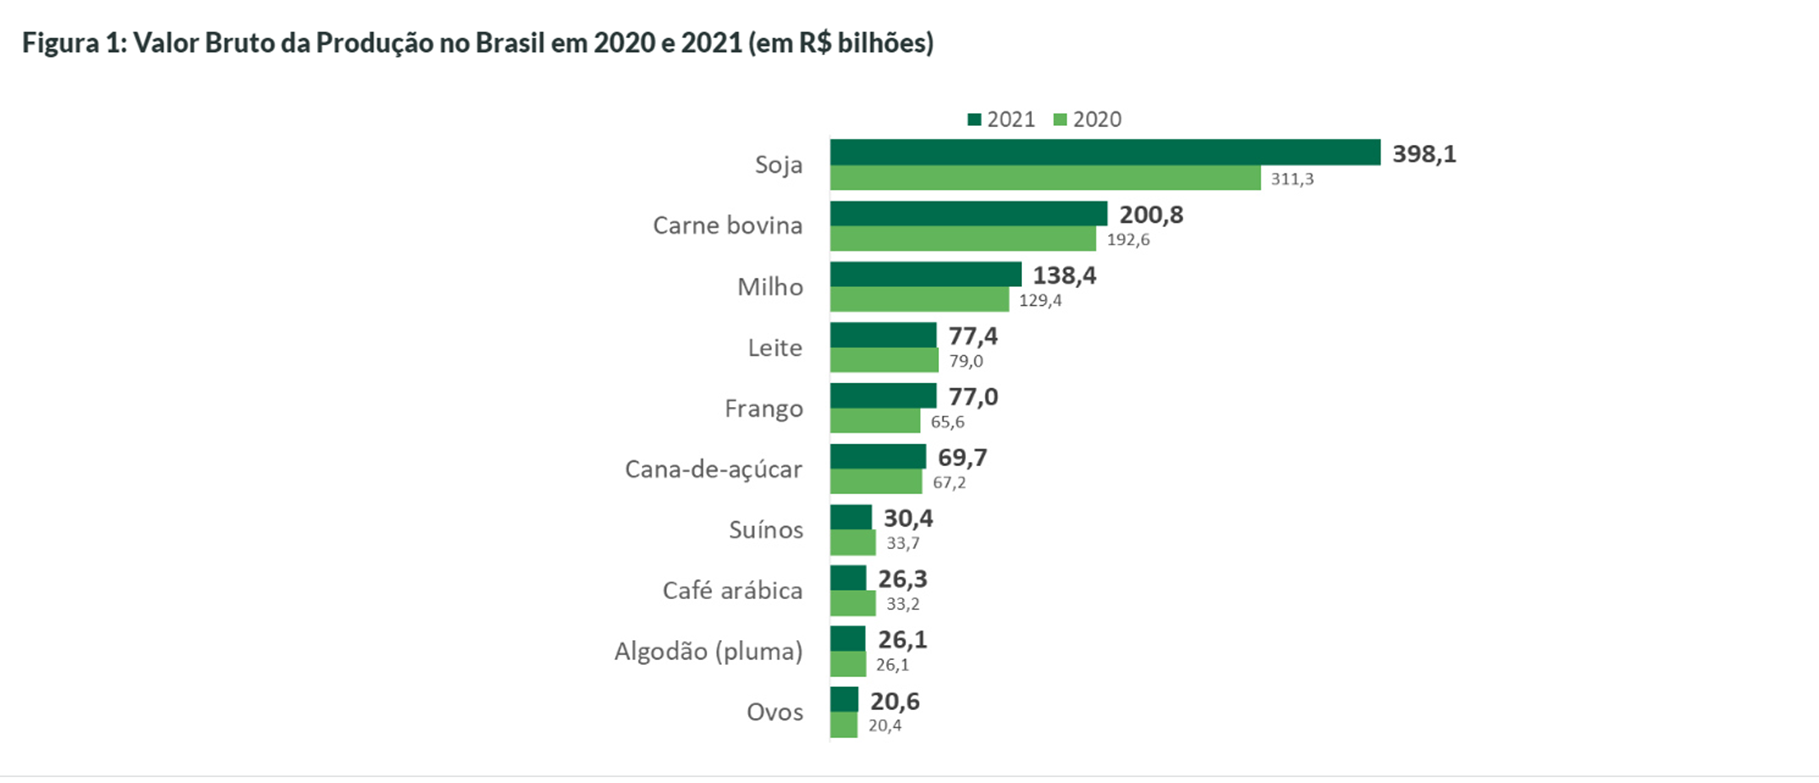 Figura 1: Valor Bruto da Produção no Brasil em 2020 e 2021 (em R$ bilhões)
2021 2020
Soja 398,1
311,3
Carne bovina 200,8
192,6
Milho 138,4
129,4
Leite 77,4
79,0
Frango 77,0
65,6
Cana-de-açúcar 69,7
67,2
Suínos 30,4
33,7
Café arábica 26,3
33,2
Algodão (pluma) 26,1
26,1
Ovos 20,6
20,4